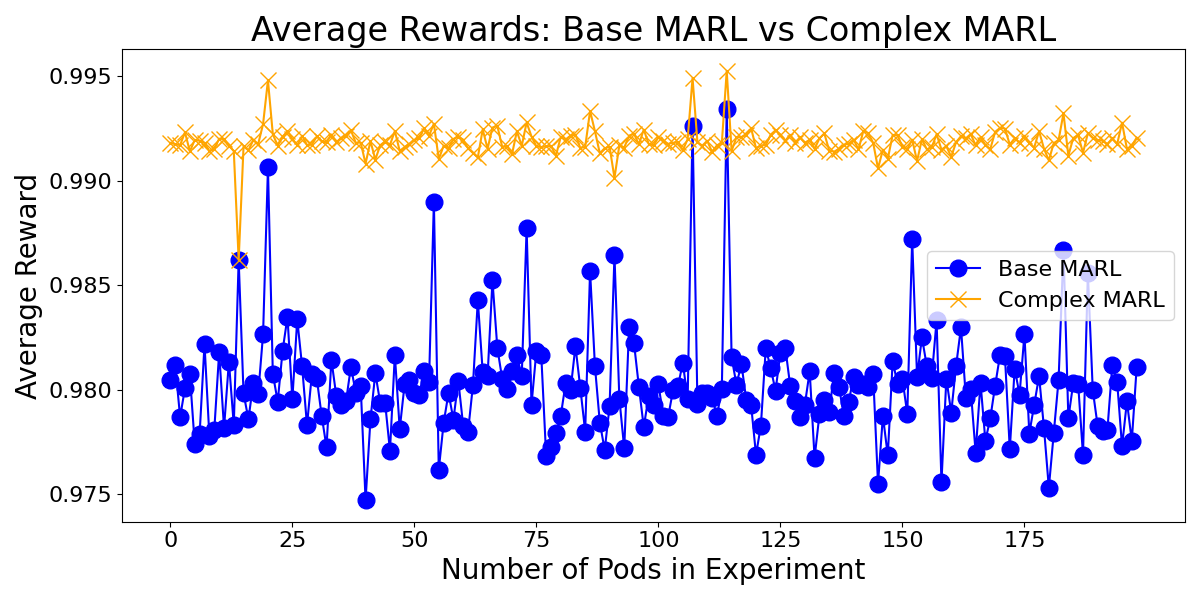 Average Rewards: Base MARL vs Complex MARL
Average Reward
0.995
0.990
0.985
0.980
0.975
Base MARL
Complex MARL
0 25 50 75 100 125 150 175
Number of Pods in Experiment